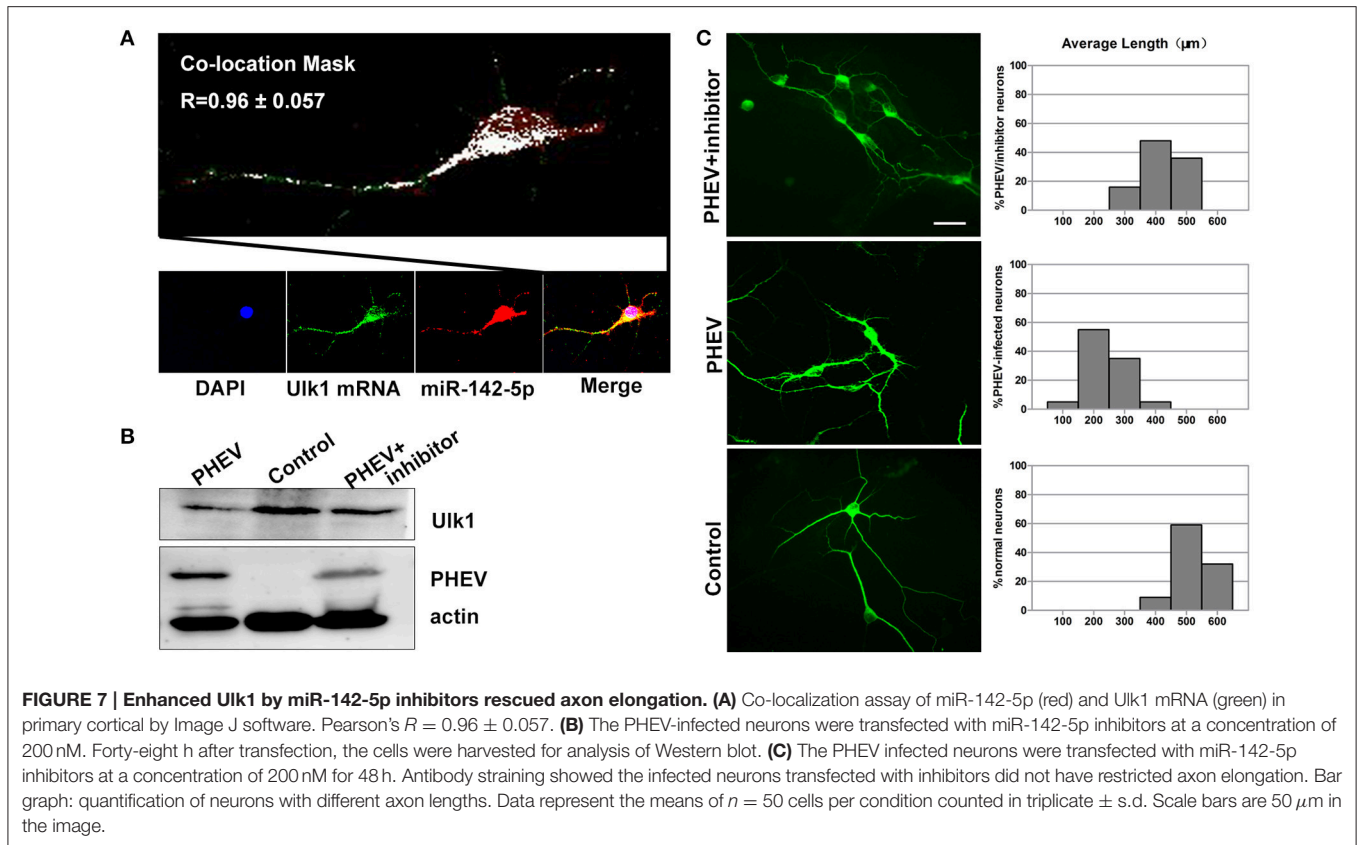 A
Co-location Mask
R=0.96 ± 0.057
DAPI
Ulk1 mRNA
miR-142-5p
Merge
B
PHEV
Control
PHEV+
inhibitor
Ulk1
PHEV
actin
C
PHEV+inhibitor
Average Length（μm）
%PHEV/inhibitor neurons
100
80
60
40
20
0
100 200 300 400 500 600
PHEV
%PHEV-infected neurons
100
80
60
40
20
0
100 200 300 400 500 600
Control
%normal neurons
100
80
60
40
20
0
100 200 300 400 500 600
FIGURE 7 | Enhanced Ulk1 by miR-142-5p inhibitors rescued axon elongation. (A) Co-localization assay of miR-142-5p (red) and Ulk1 mRNA (green) in
primary cortical by Image J software. Pearson's R = 0.96 ± 0.057. (B) The PHEV-infected neurons were transfected with miR-142-5p inhibitors at a concentration of
200 nM. Forty-eight h after transfection, the cells were harvested for analysis of Western blot. (C) The PHEV infected neurons were transfected with miR-142-5p
inhibitors at a concentration of 200 nM for 48 h. Antibody straining showed the infected neurons transfected with inhibitors did not have restricted axon elongation. Bar
graph: quantification of neurons with different axon lengths. Data represent the means of n = 50 cells per condition counted in triplicate ± s.d. Scale bars are 50 μm in
the image.